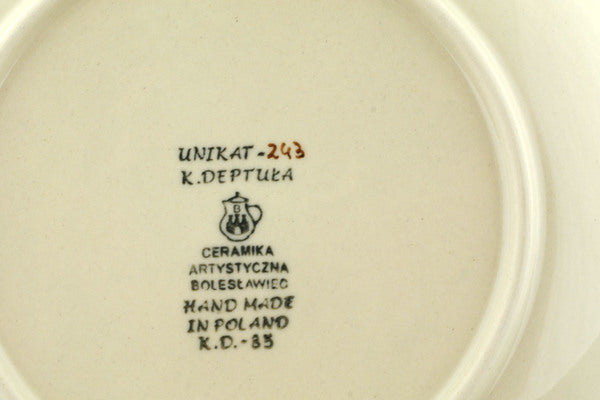 UNIKAT-243
K. DEPTUŁA
B
CERAMIKA
ARTYSTYCZNA
BOLESŁAWIEC
HAND MADE
IN POLAND
K.D.-35